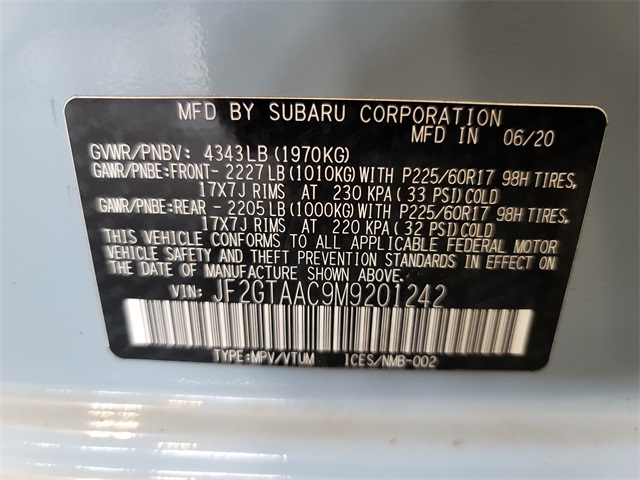 MFD BY SUBARU CORPORATION
MFD IN 06/20
GVWR/PNBV: 4343LB(1970KG)
GAWR/PNBE:FRONT-2227LB(1010KG)WITH P225/60R17 98H TIRES,
17X7J RIMS AT 230 KPA(33 PSI)COLD
GAWR/PNBE:REAR -2205LB(1000KG)WITH P225/60R17 98H TIRES,
17X7J RIMS AT 220 KPA(32 PSI)COLD
THIS VEHICLE CONFORMS TO ALL APPLICABLE FEDERAL MOTOR
VEHICLE SAFETY AND THEFT PREVENTION STANDARDS IN EFFECT ON
THE DATE OF MANUFACTURE SHOWN ABOVE.
VIN: JF2GTAAC9M9201242
TYPE:MPV/VTUM ICES/NMB-002